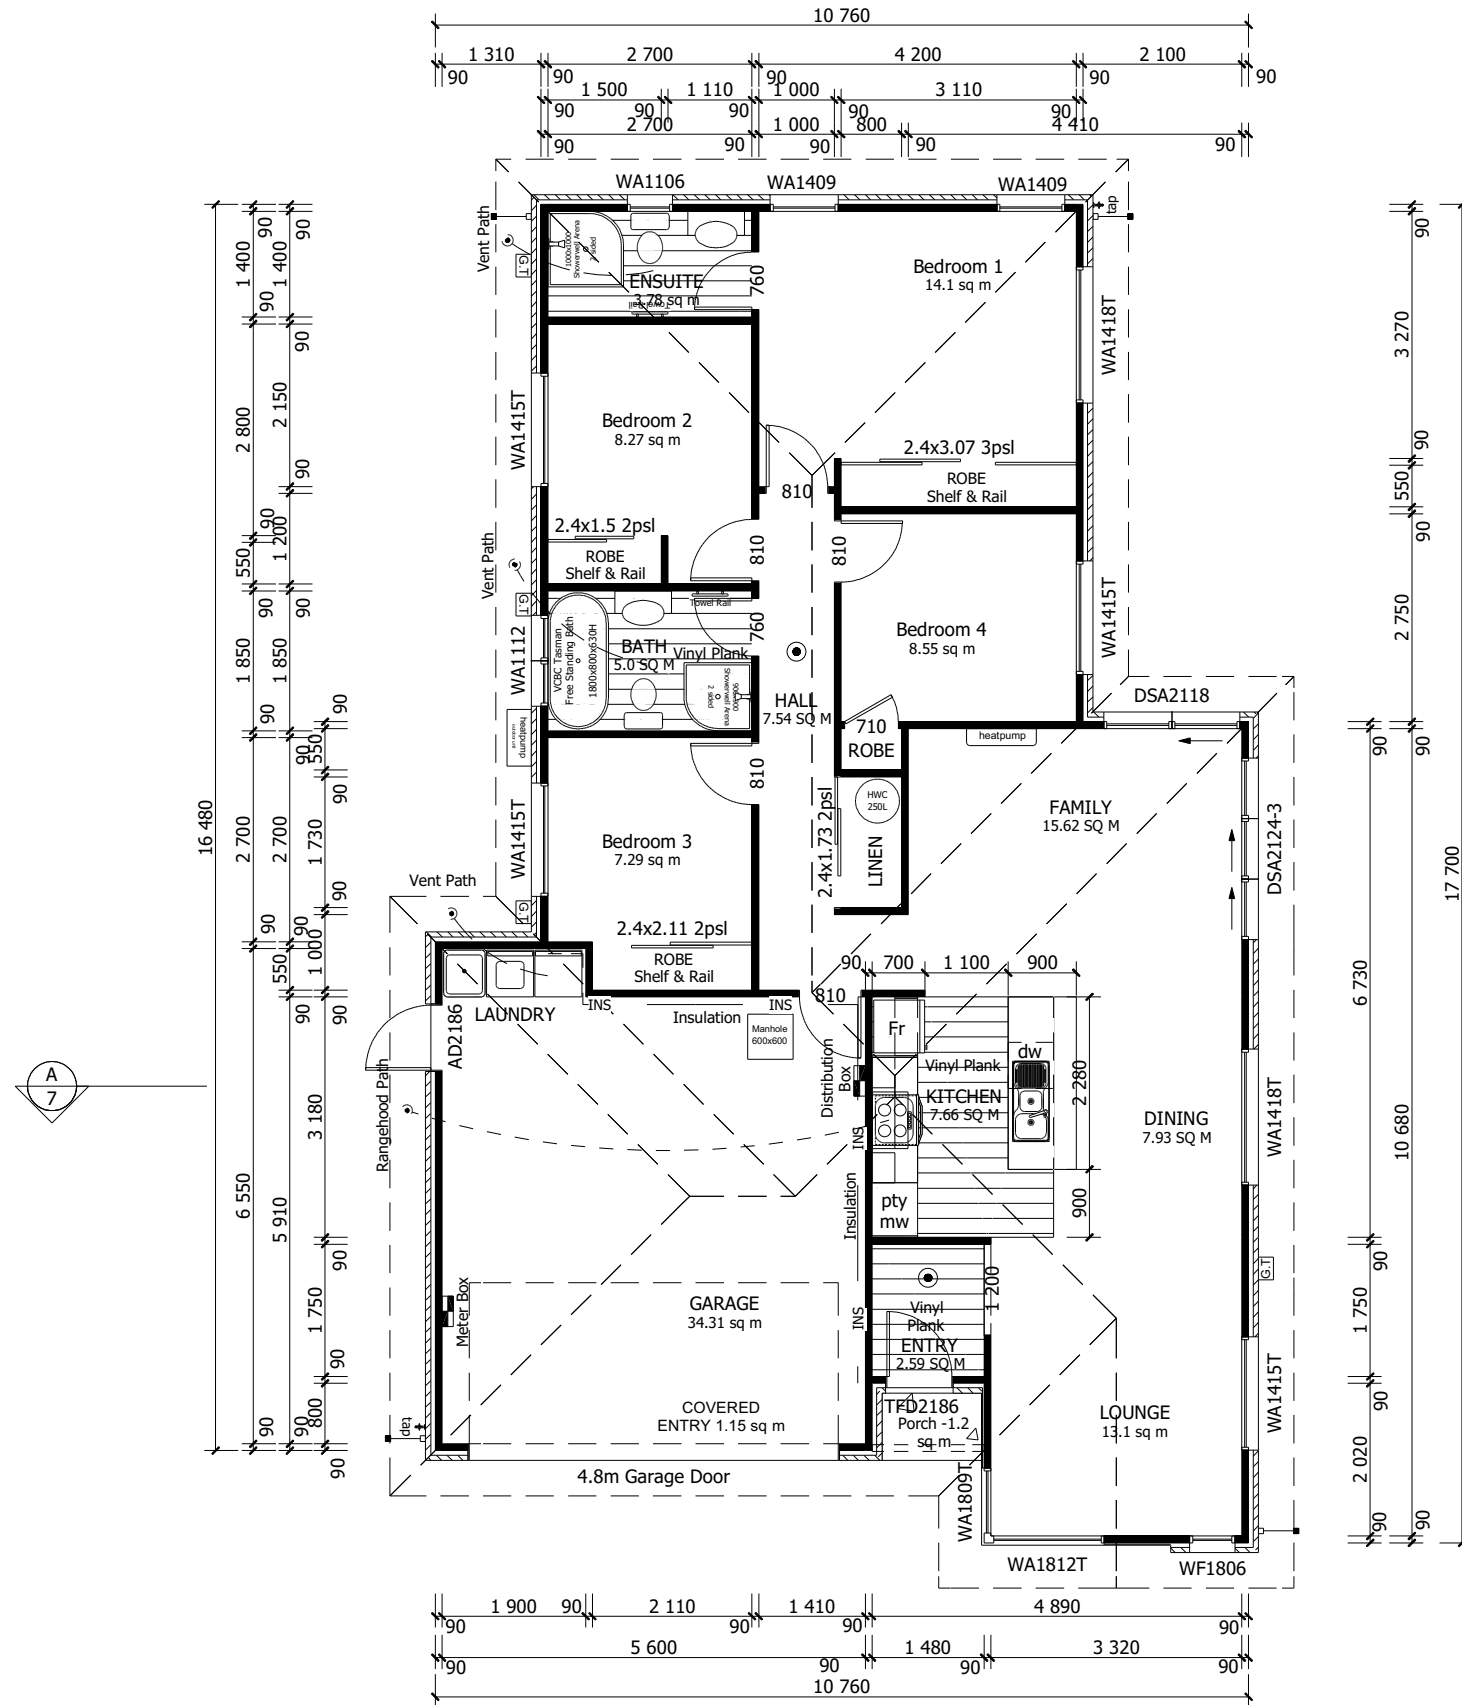 10 760
1 310
2 700
4 200
2 100
90
90
90
90
90
1 500
1 110
1 000
3 110
90
90
90
90
90
2 700
1 000
800
4 410
90
90
90
90
90
WA1106
WA1409
WA1409
tap
Vent Path
G.T
1000x1000
Showerwell Arena
2 sided
ENSUITE
3.78 sq m
Towel Rail
760
Bedroom 1
14.1 sq m
WA1418T
Bedroom 2
8.27 sq m
WA1415T
2.4x3.07 3psl
ROBE
Shelf & Rail
810
2.4x1.5 2psl
ROBE
Shelf & Rail
810
810
Vent Path
G.T
Towel Rail
BATH
5.0 SQ M
Vinyl Plank
760
VCBC Tasman
Free Standing Bath
1800x800x630H
900x900
Showerwell Arena
2 sided
WA1112
heatpump
Bedroom 4
8.55 sq m
WA1415T
HALL
7.54 SQ M
710
ROBE
DSA2118
heatpump
810
HWC
250L
LINEN
2.4x1.73 2psl
FAMILY
15.62 SQ M
DSA2124-3
Bedroom 3
7.29 sq m
WA1415T
G.T
Vent Path
2.4x2.11 2psl
ROBE
Shelf & Rail
90
700
1 100
900
810
LAUNDRY
INS
Insulation
INS
Manhole
600x600
AD2186
Distribution
Box
Fr
Vinyl Plank
dw
KITCHEN
7.66 SQ M
2 280
900
DINING
7.93 SQ M
WA1418T
Rangehood Path
INS
Insulation
pty
mw
G.T
Meter Box
GARAGE
34.31 sq m
INS
Vinyl
Plank
1 200
ENTRY
2.59 SQ M
COVERED
ENTRY 1.15 sq m
TFD2186
Porch -1.2
sq m
LOUNGE
13.1 sq m
WA1415T
tap
4.8m Garage Door
WA1809T
WA1812T
WF1806
A
7
16 480
90
1 400
90
2 800
90
550
90
1 850
90
2 700
90
6 550
90
90
1 400
90
2 150
90
1 200
90
1 850
90
2 700
90
550
90
5 910
90
90
550
90
1 730
90
1 000
90
3 180
90
1 750
90
800
90
90
3 270
90
550
90
2 750
90
10 680
90
90
6 730
90
1 750
90
2 020
90
17 700
1 900
90
2 110
1 410
4 890
90
90
90
90
5 600
1 480
3 320
90
90
90
90
10 760